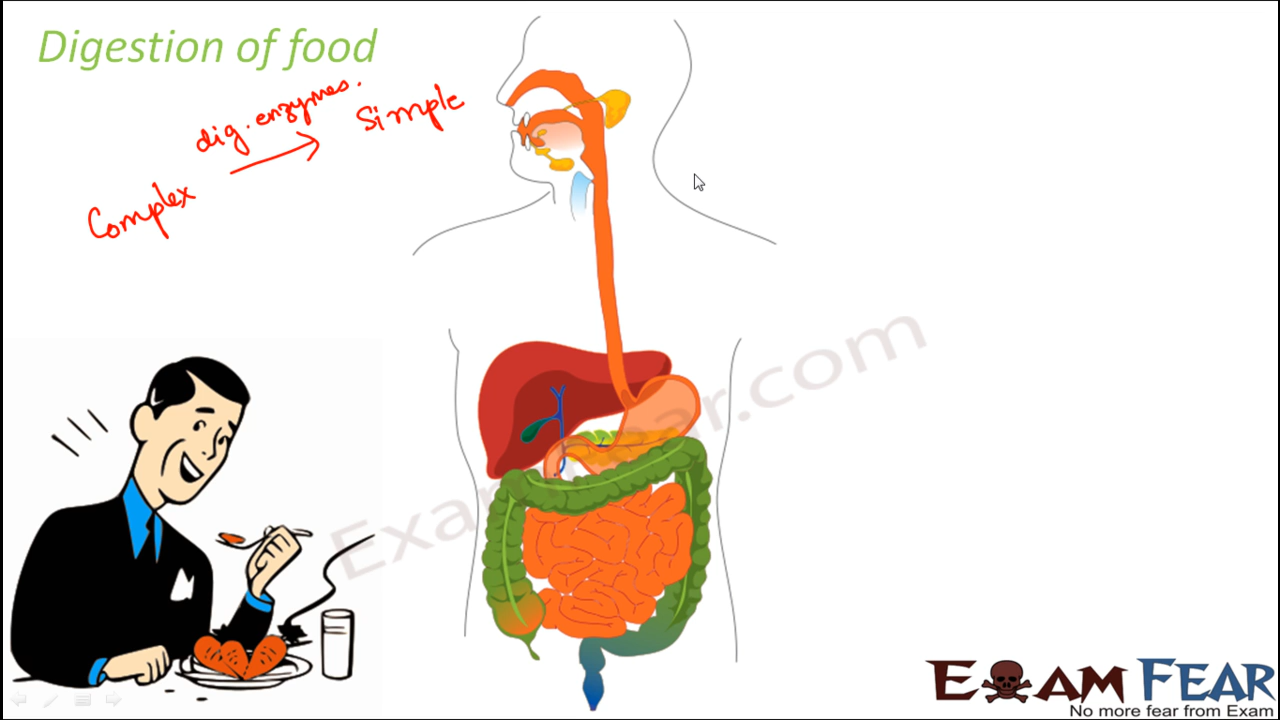 Digestion of food
dig. enzymes.
Simple
Complex
Examfear.com
EXAM FEAR
No more fear from Exam